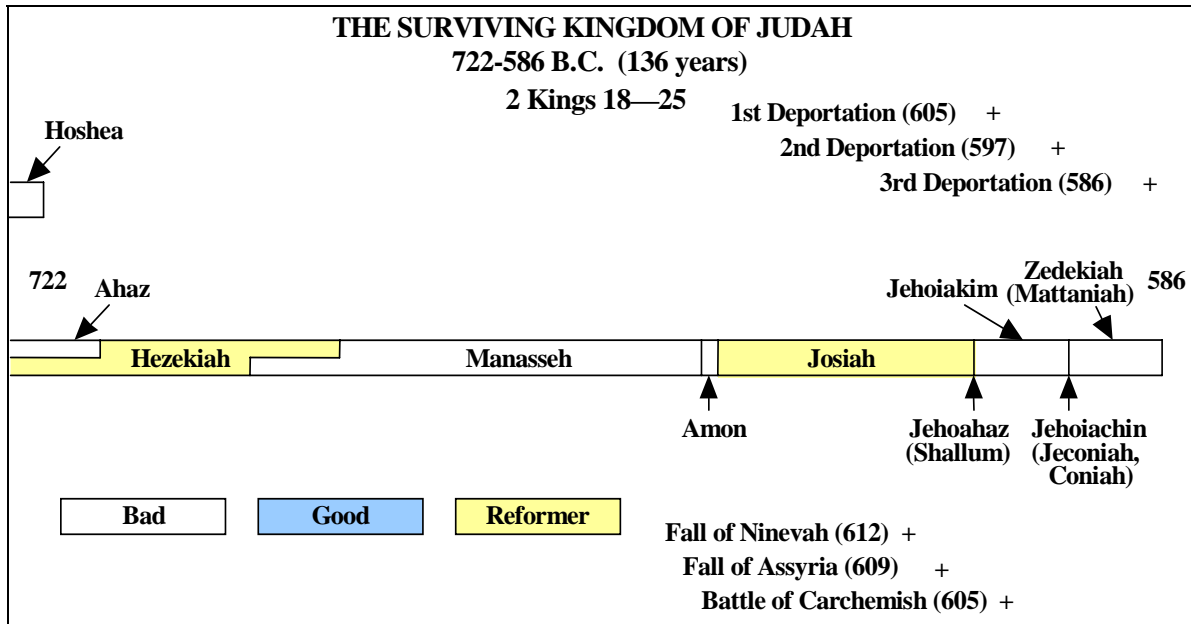 THE SURVIVING KINGDOM OF JUDAH
722-586 B.C. (136 years)
2 Kings 18—25
1st Deportation (605) +
Hoshea
2nd Deportation (597) +
3rd Deportation (586) +
722
Ahaz
Jehoiakim
Zedekiah
(Mattaniah)
586
Hezekiah
Manasseh
Josiah
Amon
Jehoahaz
(Shallum)
Jehoiachin
(Jeconiah,
Coniah)
Bad
Good
Reformer
Fall of Ninevah (612) +
Fall of Assyria (609) +
Battle of Carchemish (605) +